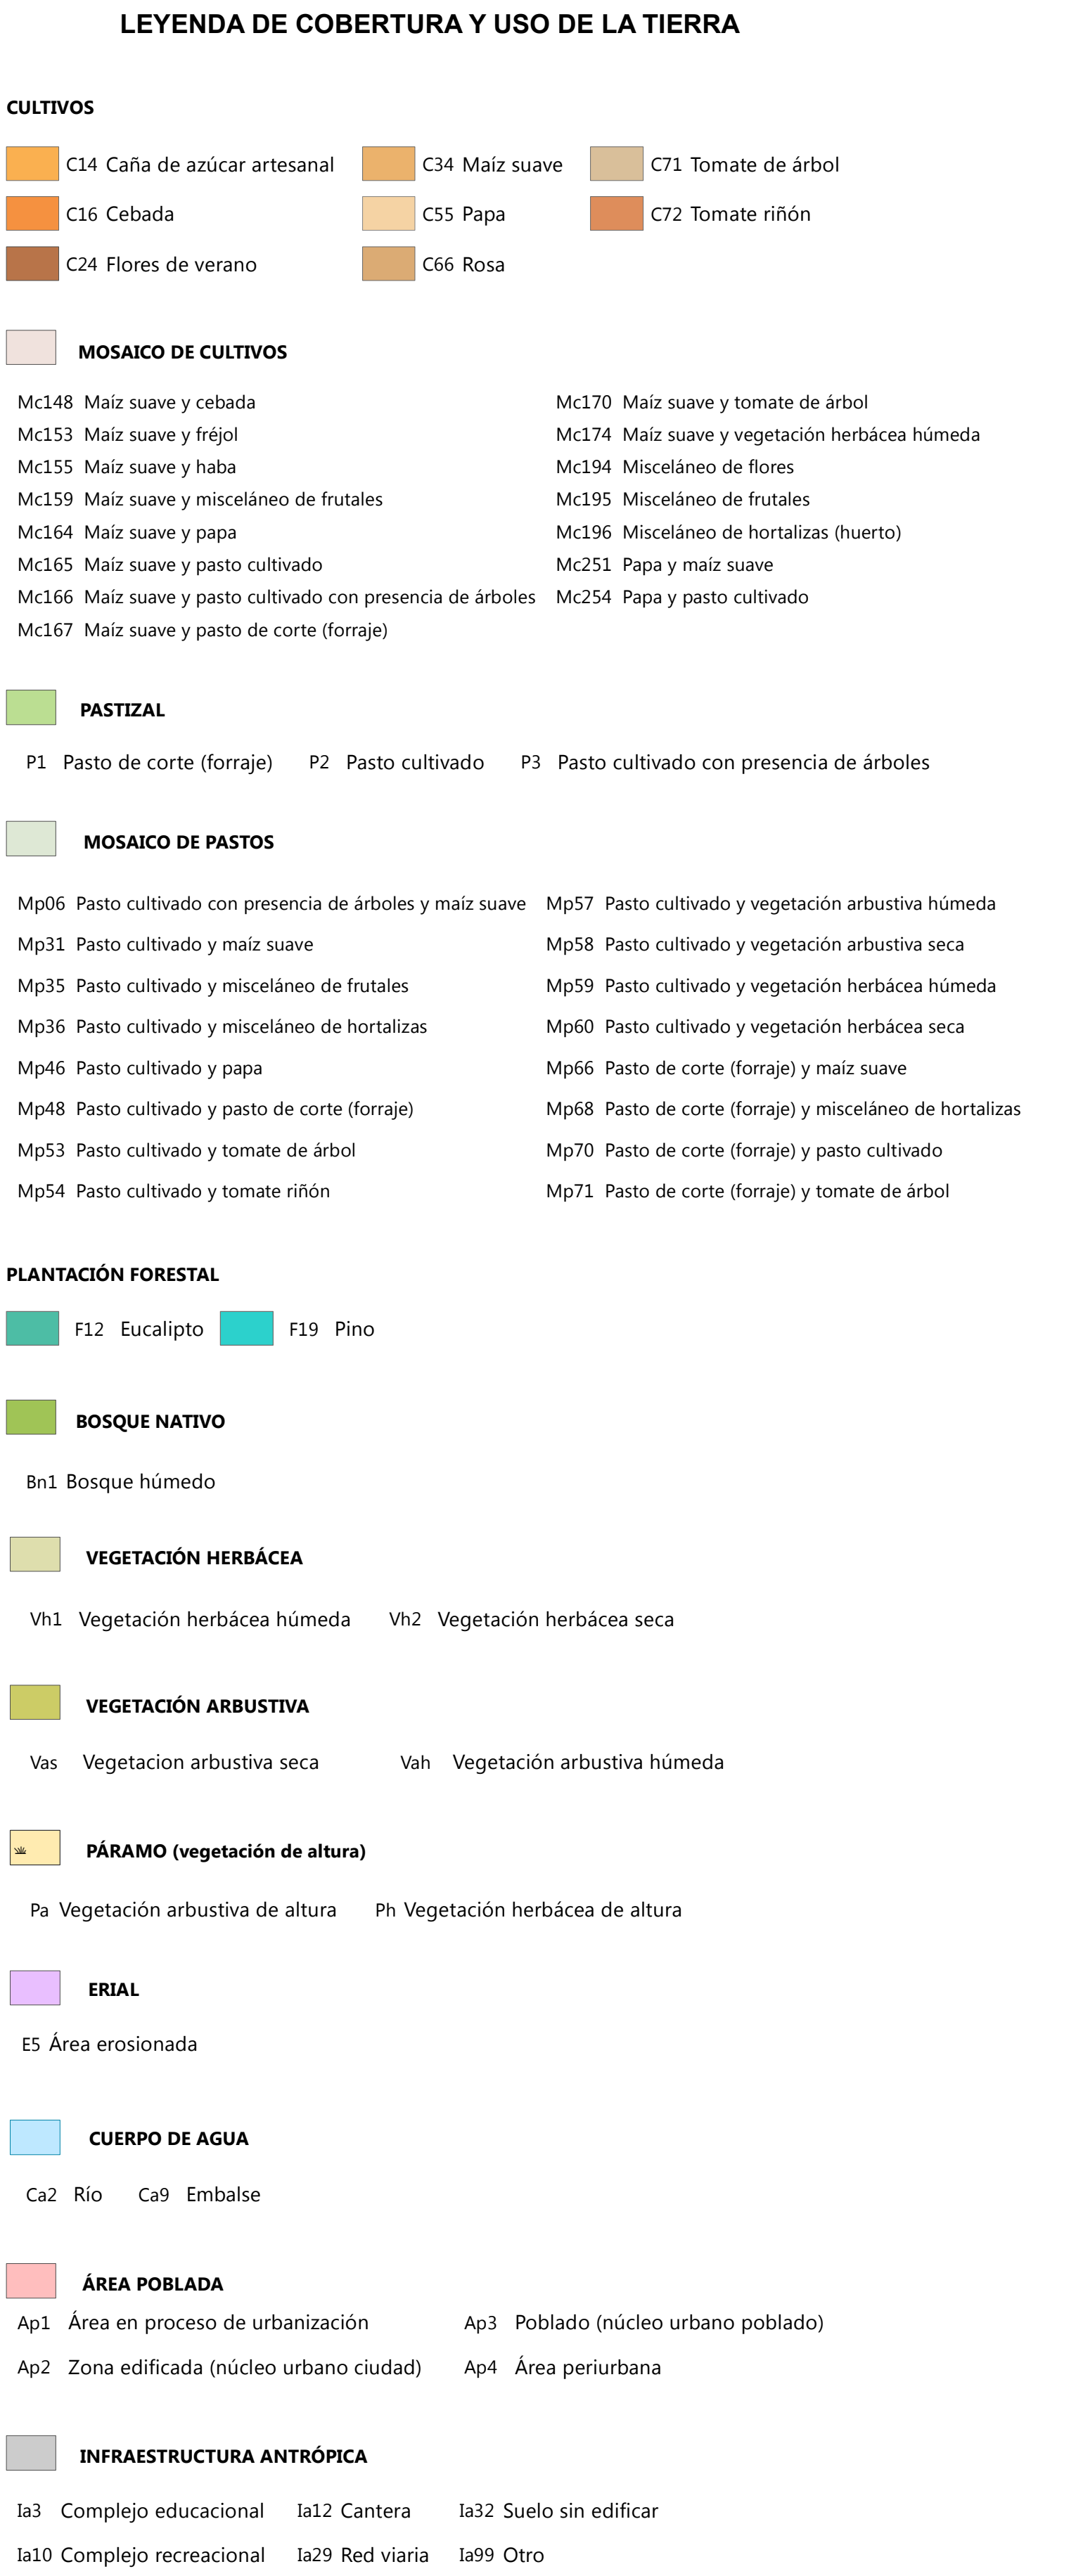 LEYENDA DE COBERTURA Y USO DE LA TIERRA
CULTIVOS
C14 Caña de azúcar artesanal C34 Maíz suave C71 Tomate de árbol
C16 Cebada C55 Papa C72 Tomate riñón
C24 Flores de verano C66 Rosa
MOSAICO DE CULTIVOS
Mc148 Maíz suave y cebada Mc170 Maíz suave y tomate de árbol
Mc153 Maíz suave y fréjol Mc174 Maíz suave y vegetación herbácea húmeda
Mc155 Maíz suave y haba Mc194 Misceláneo de flores
Mc159 Maíz suave y misceláneo de frutales Mc195 Misceláneo de frutales
Mc164 Maíz suave y papa Mc196 Misceláneo de hortalizas (huerto)
Mc165 Maíz suave y pasto cultivado Mc251 Papa y maíz suave
Mc166 Maíz suave y pasto cultivado con presencia de árboles Mc254 Papa y pasto cultivado
Mc167 Maíz suave y pasto de corte (forraje)
PASTIZAL
P1 Pasto de corte (forraje) P2 Pasto cultivado P3 Pasto cultivado con presencia de árboles
MOSAICO DE PASTOS
Mp06 Pasto cultivado con presencia de árboles y maíz suave Mp57 Pasto cultivado y vegetación arbustiva húmeda
Mp31 Pasto cultivado y maíz suave Mp58 Pasto cultivado y vegetación arbustiva seca
Mp35 Pasto cultivado y misceláneo de frutales Mp59 Pasto cultivado y vegetación herbácea húmeda
Mp36 Pasto cultivado y misceláneo de hortalizas Mp60 Pasto cultivado y vegetación herbácea seca
Mp46 Pasto cultivado y papa Mp66 Pasto de corte (forraje) y maíz suave
Mp48 Pasto cultivado y pasto de corte (forraje) Mp68 Pasto de corte (forraje) y misceláneo de hortalizas
Mp53 Pasto cultivado y tomate de árbol Mp70 Pasto de corte (forraje) y pasto cultivado
Mp54 Pasto cultivado y tomate riñón Mp71 Pasto de corte (forraje) y tomate de árbol
PLANTACIÓN FORESTAL
F12 Eucalipto F19 Pino
BOSQUE NATIVO
Bn1 Bosque húmedo
VEGETACIÓN HERBÁCEA
Vh1 Vegetación herbácea húmeda Vh2 Vegetación herbácea seca
VEGETACIÓN ARBUSTIVA
Vas Vegetacion arbustiva seca Vah Vegetación arbustiva húmeda
PÁRAMO (vegetación de altura)
Pa Vegetación arbustiva de altura Ph Vegetación herbácea de altura
ERIAL
E5 Área erosionada
CUERPO DE AGUA
Ca2 Río Ca9 Embalse
ÁREA POBLADA
Ap1 Área en proceso de urbanización Ap3 Poblado (núcleo urbano poblado)
Ap2 Zona edificada (núcleo urbano ciudad) Ap4 Área periurbana
INFRAESTRUCTURA ANTRÓPICA
Ia3 Complejo educacional Ia12 Cantera Ia32 Suelo sin edificar
Ia10 Complejo recreacional Ia29 Red viaria Ia99 Otro